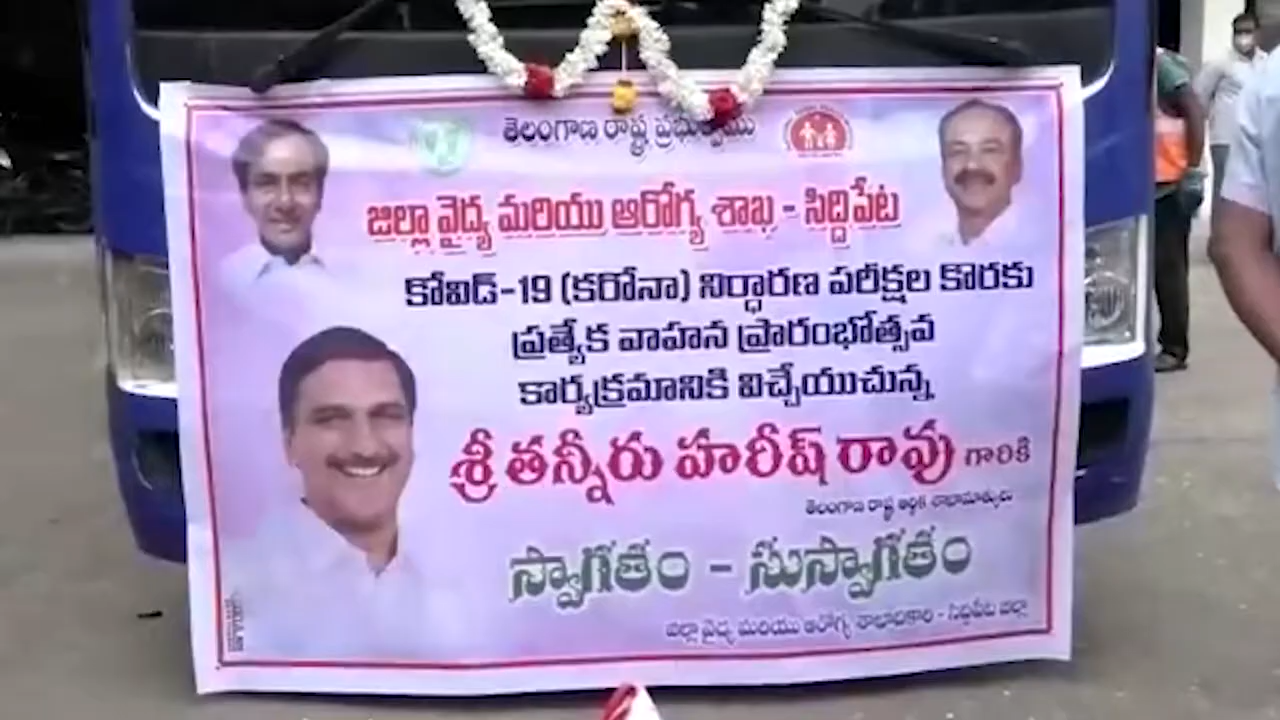 తెలంగాణ రాష్ట్ర ప్రభుత్వము
జిల్లా వైద్య మరియు ఆరోగ్య శాఖ - సిద్దిపేట
కోవిడ్-19 (కరోనా) నిర్ధారణ పరీక్షల కొరకు
ప్రత్యేక వాహన ప్రారంభోత్సవ
కార్యక్రమానికి విచ్చేయుచున్న
శ్రీ తన్నీరు హరీష్ రావు గారికి
తెలంగాణ రాష్ట్ర ఆర్థిక శాఖామాత్యులు
స్వాగతం - సుస్వాగతం
జిల్లా వైద్య మరియు ఆరోగ్య శాఖాధికారి - సిద్దిపేట జిల్లా